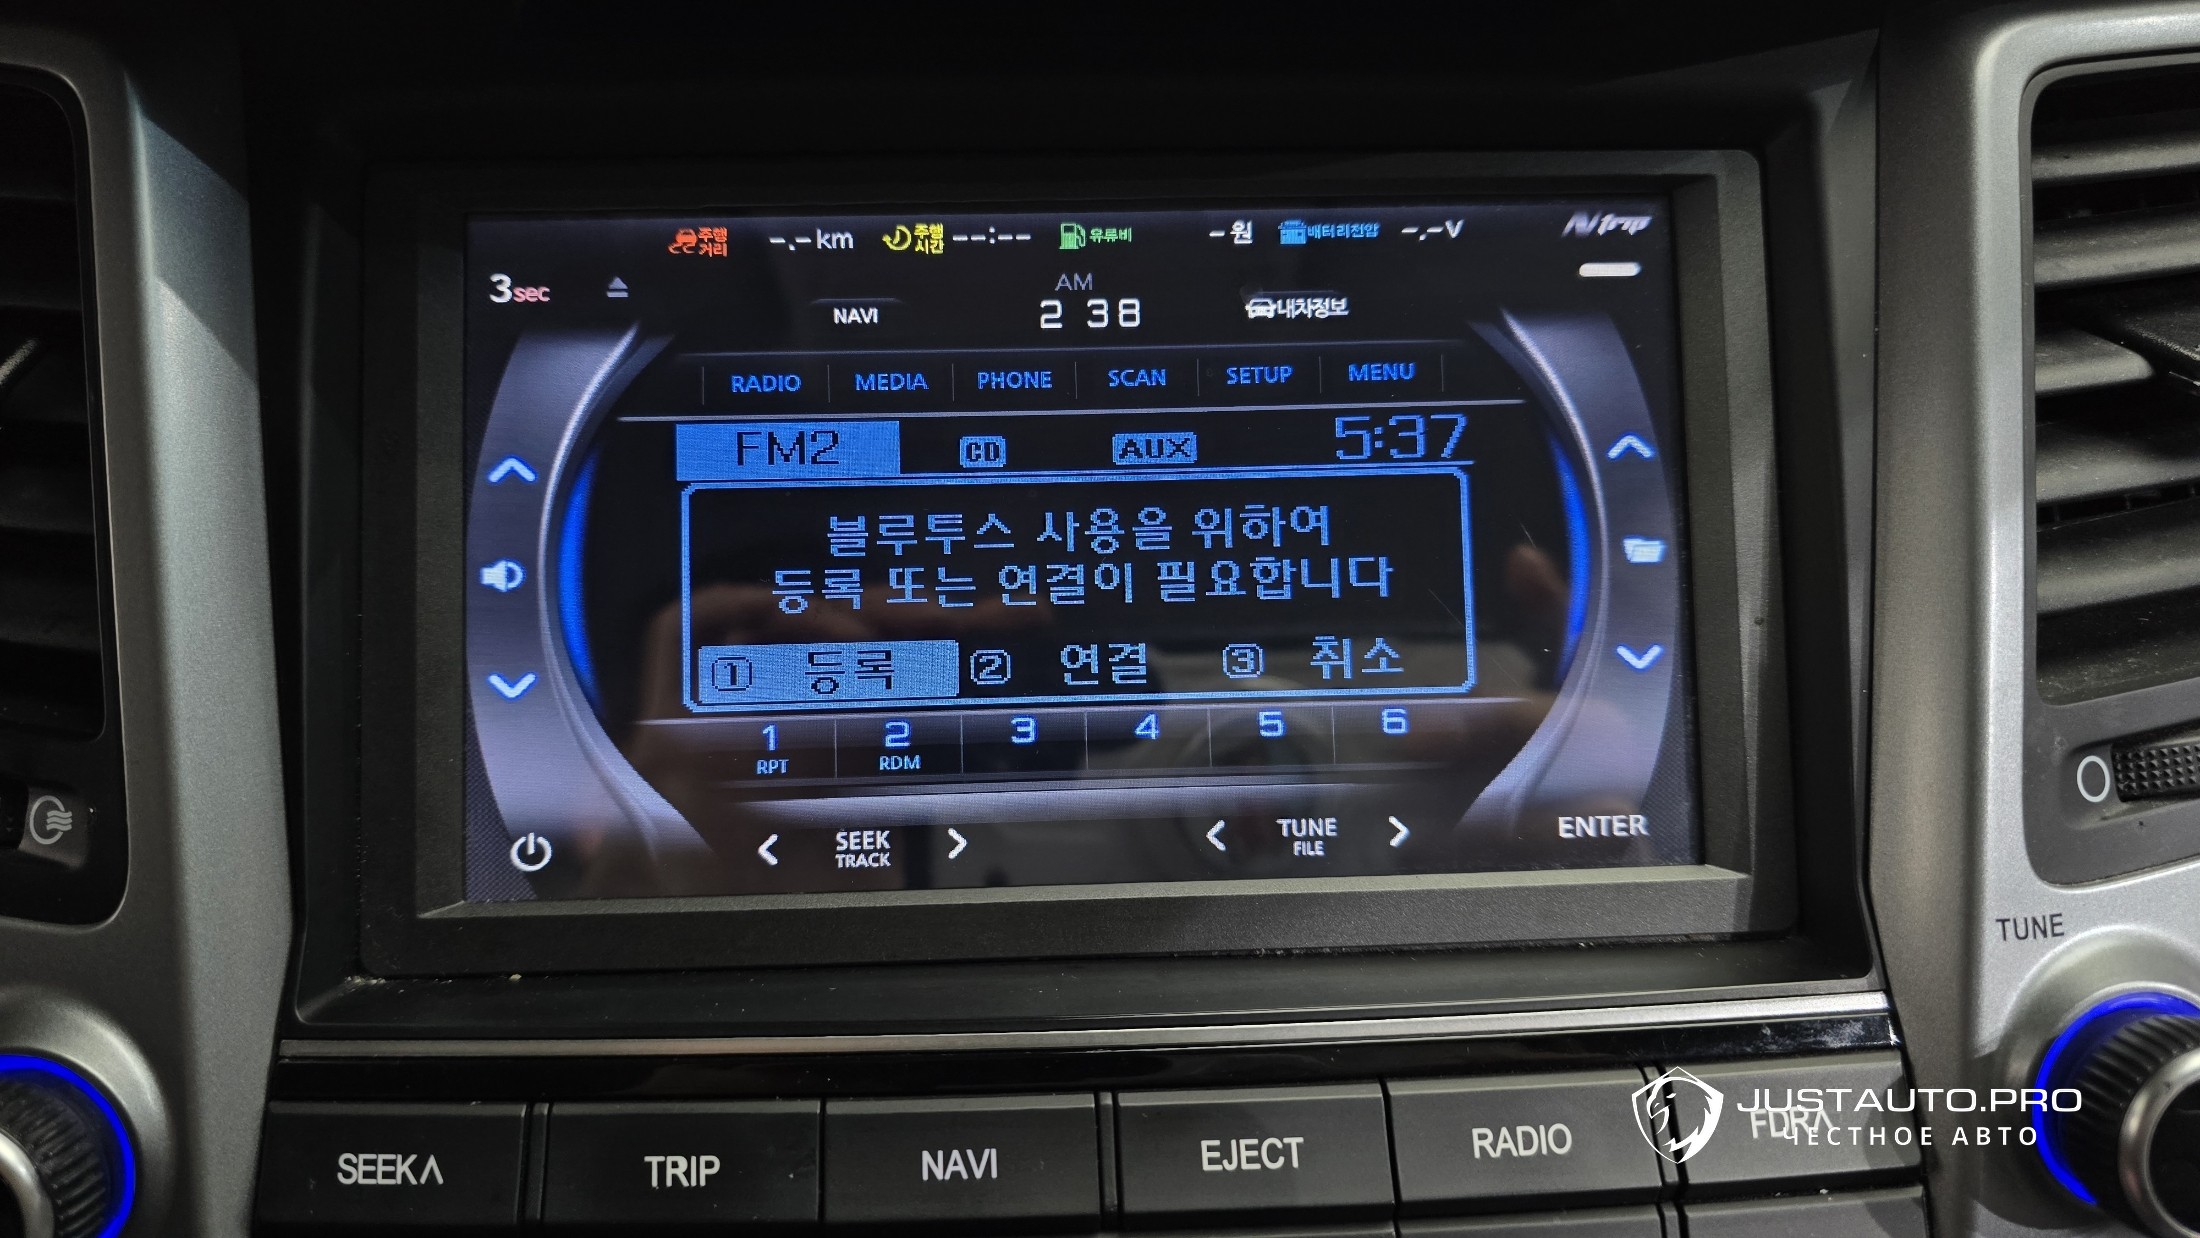 주행거리 -.-km 주행시간 --:-- 유류비 -원 배터리전압 -.-V
3sec
AM
NAVI 2 38 내차정보
RADIO MEDIA PHONE SCAN SETUP MENU
FM2 CD AUX 5:37
블루투스 사용을 위하여
등록 또는 연결이 필요합니다
① 등록 ② 연결 ③ 취소
1 2 3 4 5 6
RPT RDM
SEEK TUNE ENTER
TRACK FILE
TUNE
SEEK∧ TRIP NAVI EJECT RADIO
JUSTAUTO.PRO
ЧЕСТНОЕ АВТО